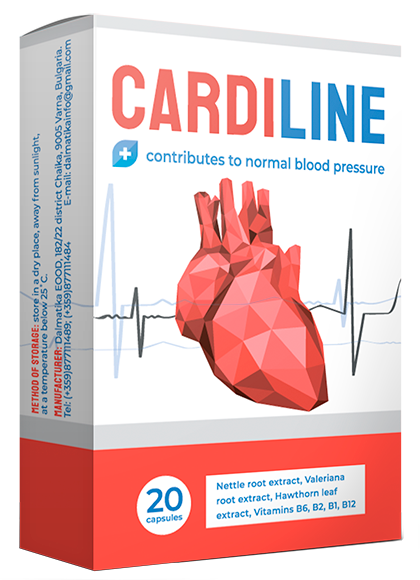 CARDILINE
contributes to normal blood pressure
METHOD OF STORAGE: store in a dry place, away from sunlight,
at a temperature below 25°C.
MANUFACTURER: Dalmatika EOOD, 182/22 district Chaika, 9005 Varna, Bulgaria.
Tel: (+359)877111489; (+359)877111484 E-mail: dalmatikainfo@gmail.com
20
capsules
Nettle root extract, Valeriana
root extract, Hawthorn leaf
extract, Vitamins B6, B2, B1, B12